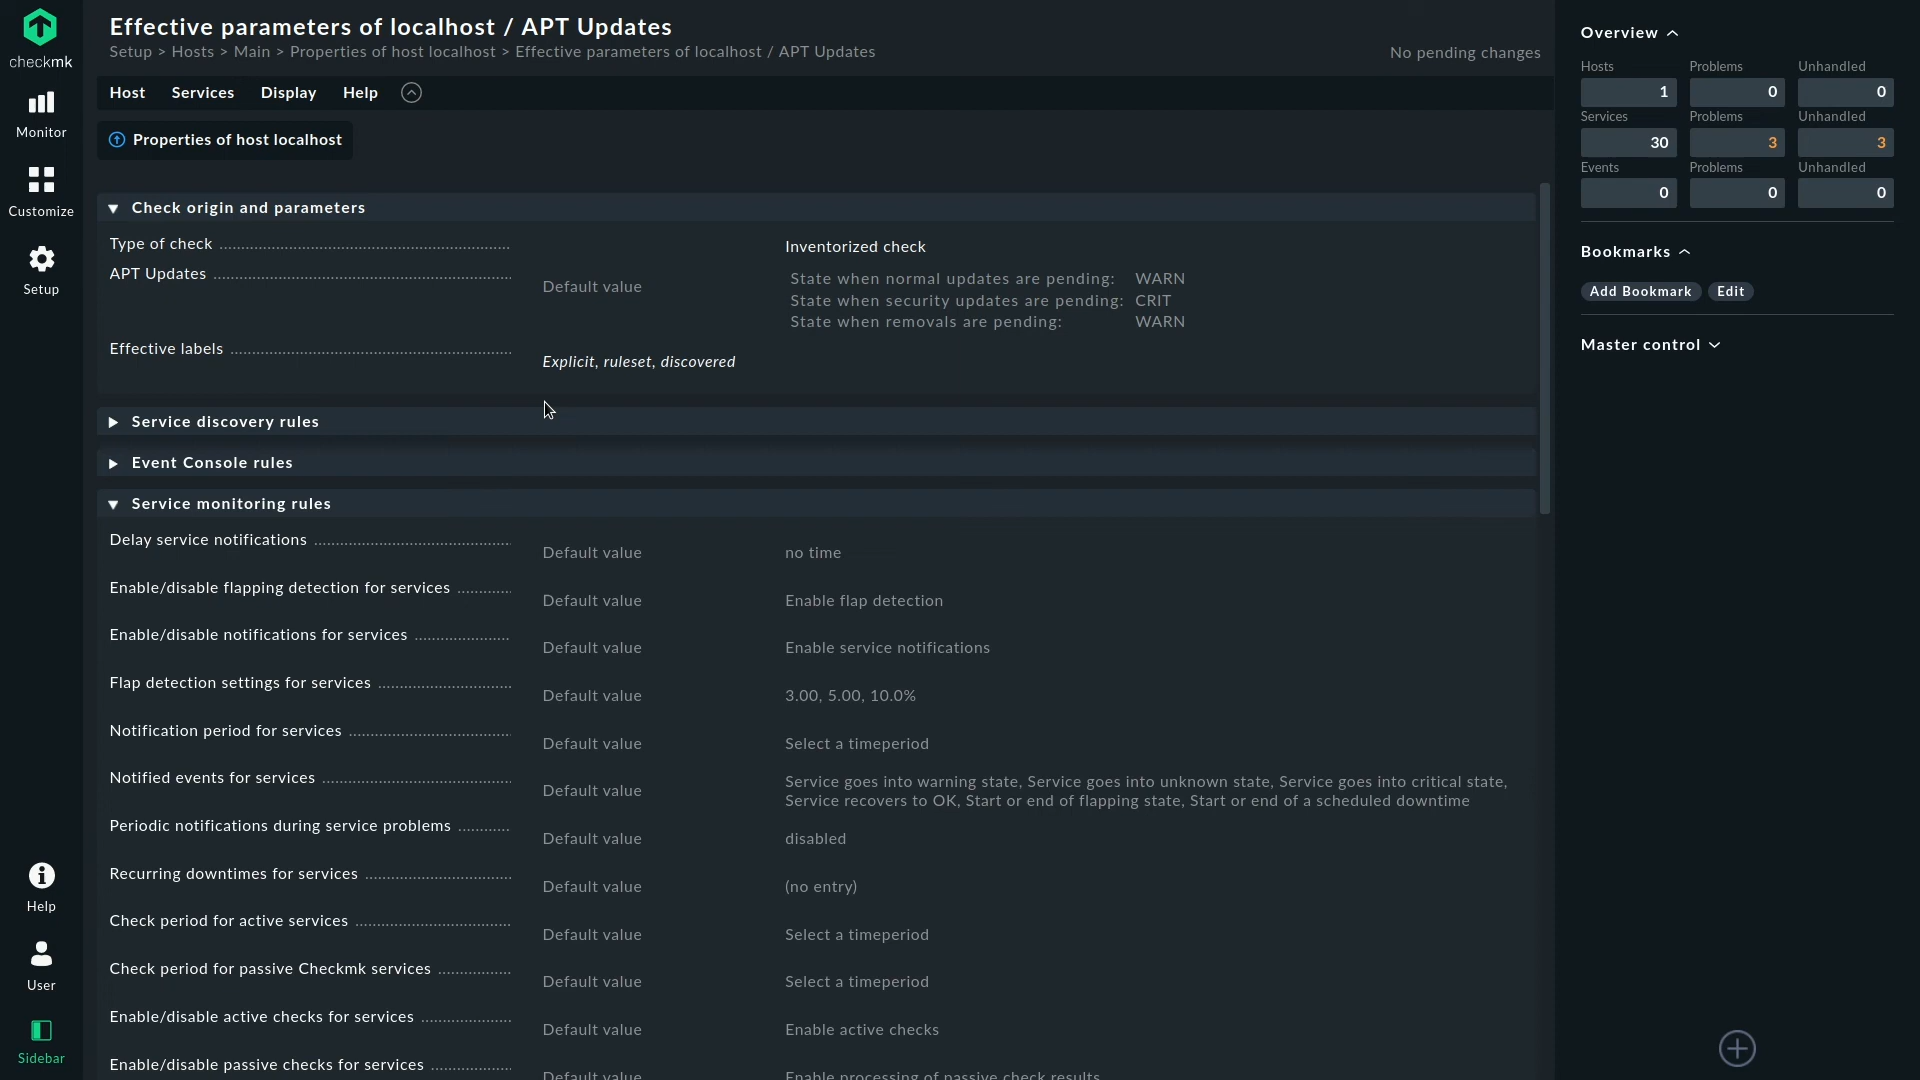 Effective parameters of localhost / APT Updates
Setup > Hosts > Main > Properties of host localhost > Effective parameters of localhost / APT Updates
No pending changes
checkmk
Monitor
Customize
Setup
Help
User
Sidebar
Host Services Display Help
Properties of host localhost
Check origin and parameters
Type of check Inventorized check
APT Updates Default value
State when normal updates are pending: WARN
State when security updates are pending: CRIT
State when removals are pending: WARN
Effective labels Explicit, ruleset, discovered
Service discovery rules
Event Console rules
Service monitoring rules
Delay service notifications Default value no time
Enable/disable flapping detection for services Default value Enable flap detection
Enable/disable notifications for services Default value Enable service notifications
Flap detection settings for services Default value 3.00, 5.00, 10.0%
Notification period for services Default value Select a timeperiod
Notified events for services Default value Service goes into warning state, Service goes into unknown state, Service goes into critical state,
Service recovers to OK, Start or end of flapping state, Start or end of a scheduled downtime
Periodic notifications during service problems Default value disabled
Recurring downtimes for services Default value (no entry)
Check period for active services Default value Select a timeperiod
Check period for passive Checkmk services Default value Select a timeperiod
Enable/disable active checks for services Default value Enable active checks
Enable/disable passive checks for services Default value Enable processing of passive check results
Overview
Hosts Problems Unhandled
1 0 0
Services Problems Unhandled
30 3 3
Events Problems Unhandled
0 0 0
Bookmarks
Add Bookmark Edit
Master control